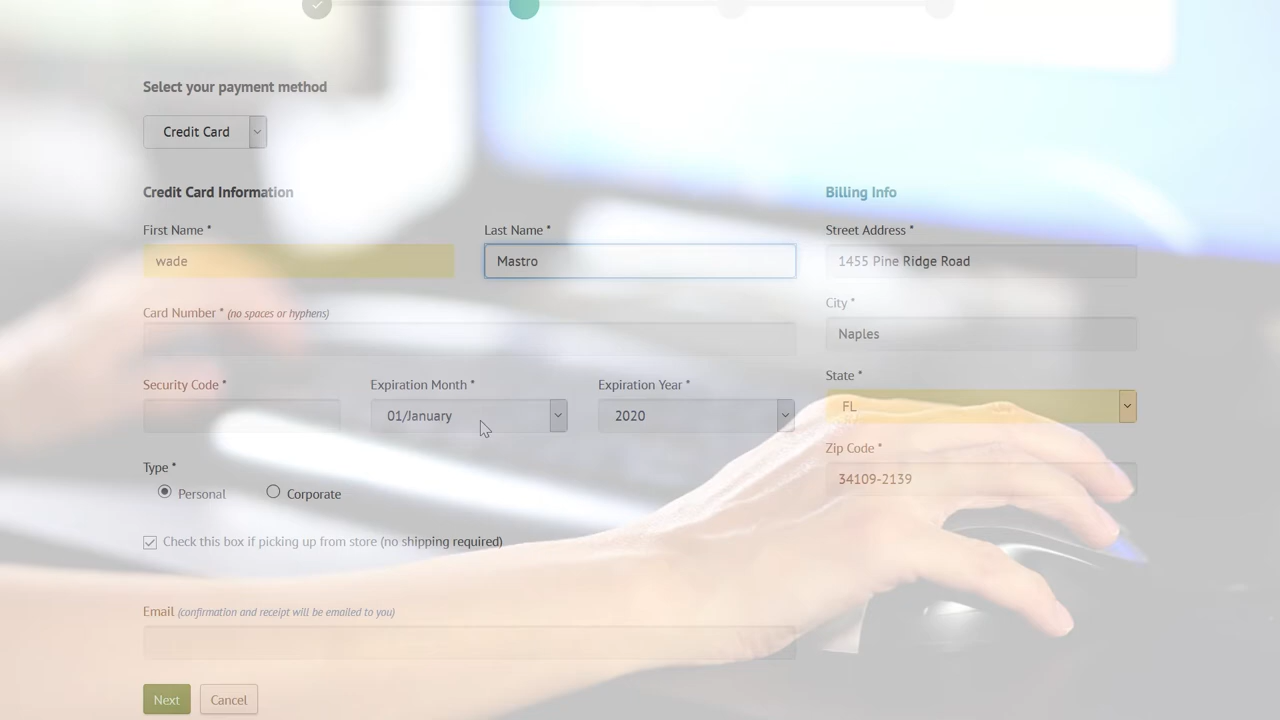 Select your payment method
Credit Card
Credit Card Information
First Name *
wade
Last Name *
Mastro
Card Number * (no spaces or hyphens)
Security Code *
Expiration Month *
01/January
Expiration Year *
2020
Type *
Personal
Corporate
Check this box if picking up from store (no shipping required)
Email (confirmation and receipt will be emailed to you)
Next
Cancel
Billing Info
Street Address *
1455 Pine Ridge Road
City *
Naples
State *
FL
Zip Code *
34109-2139